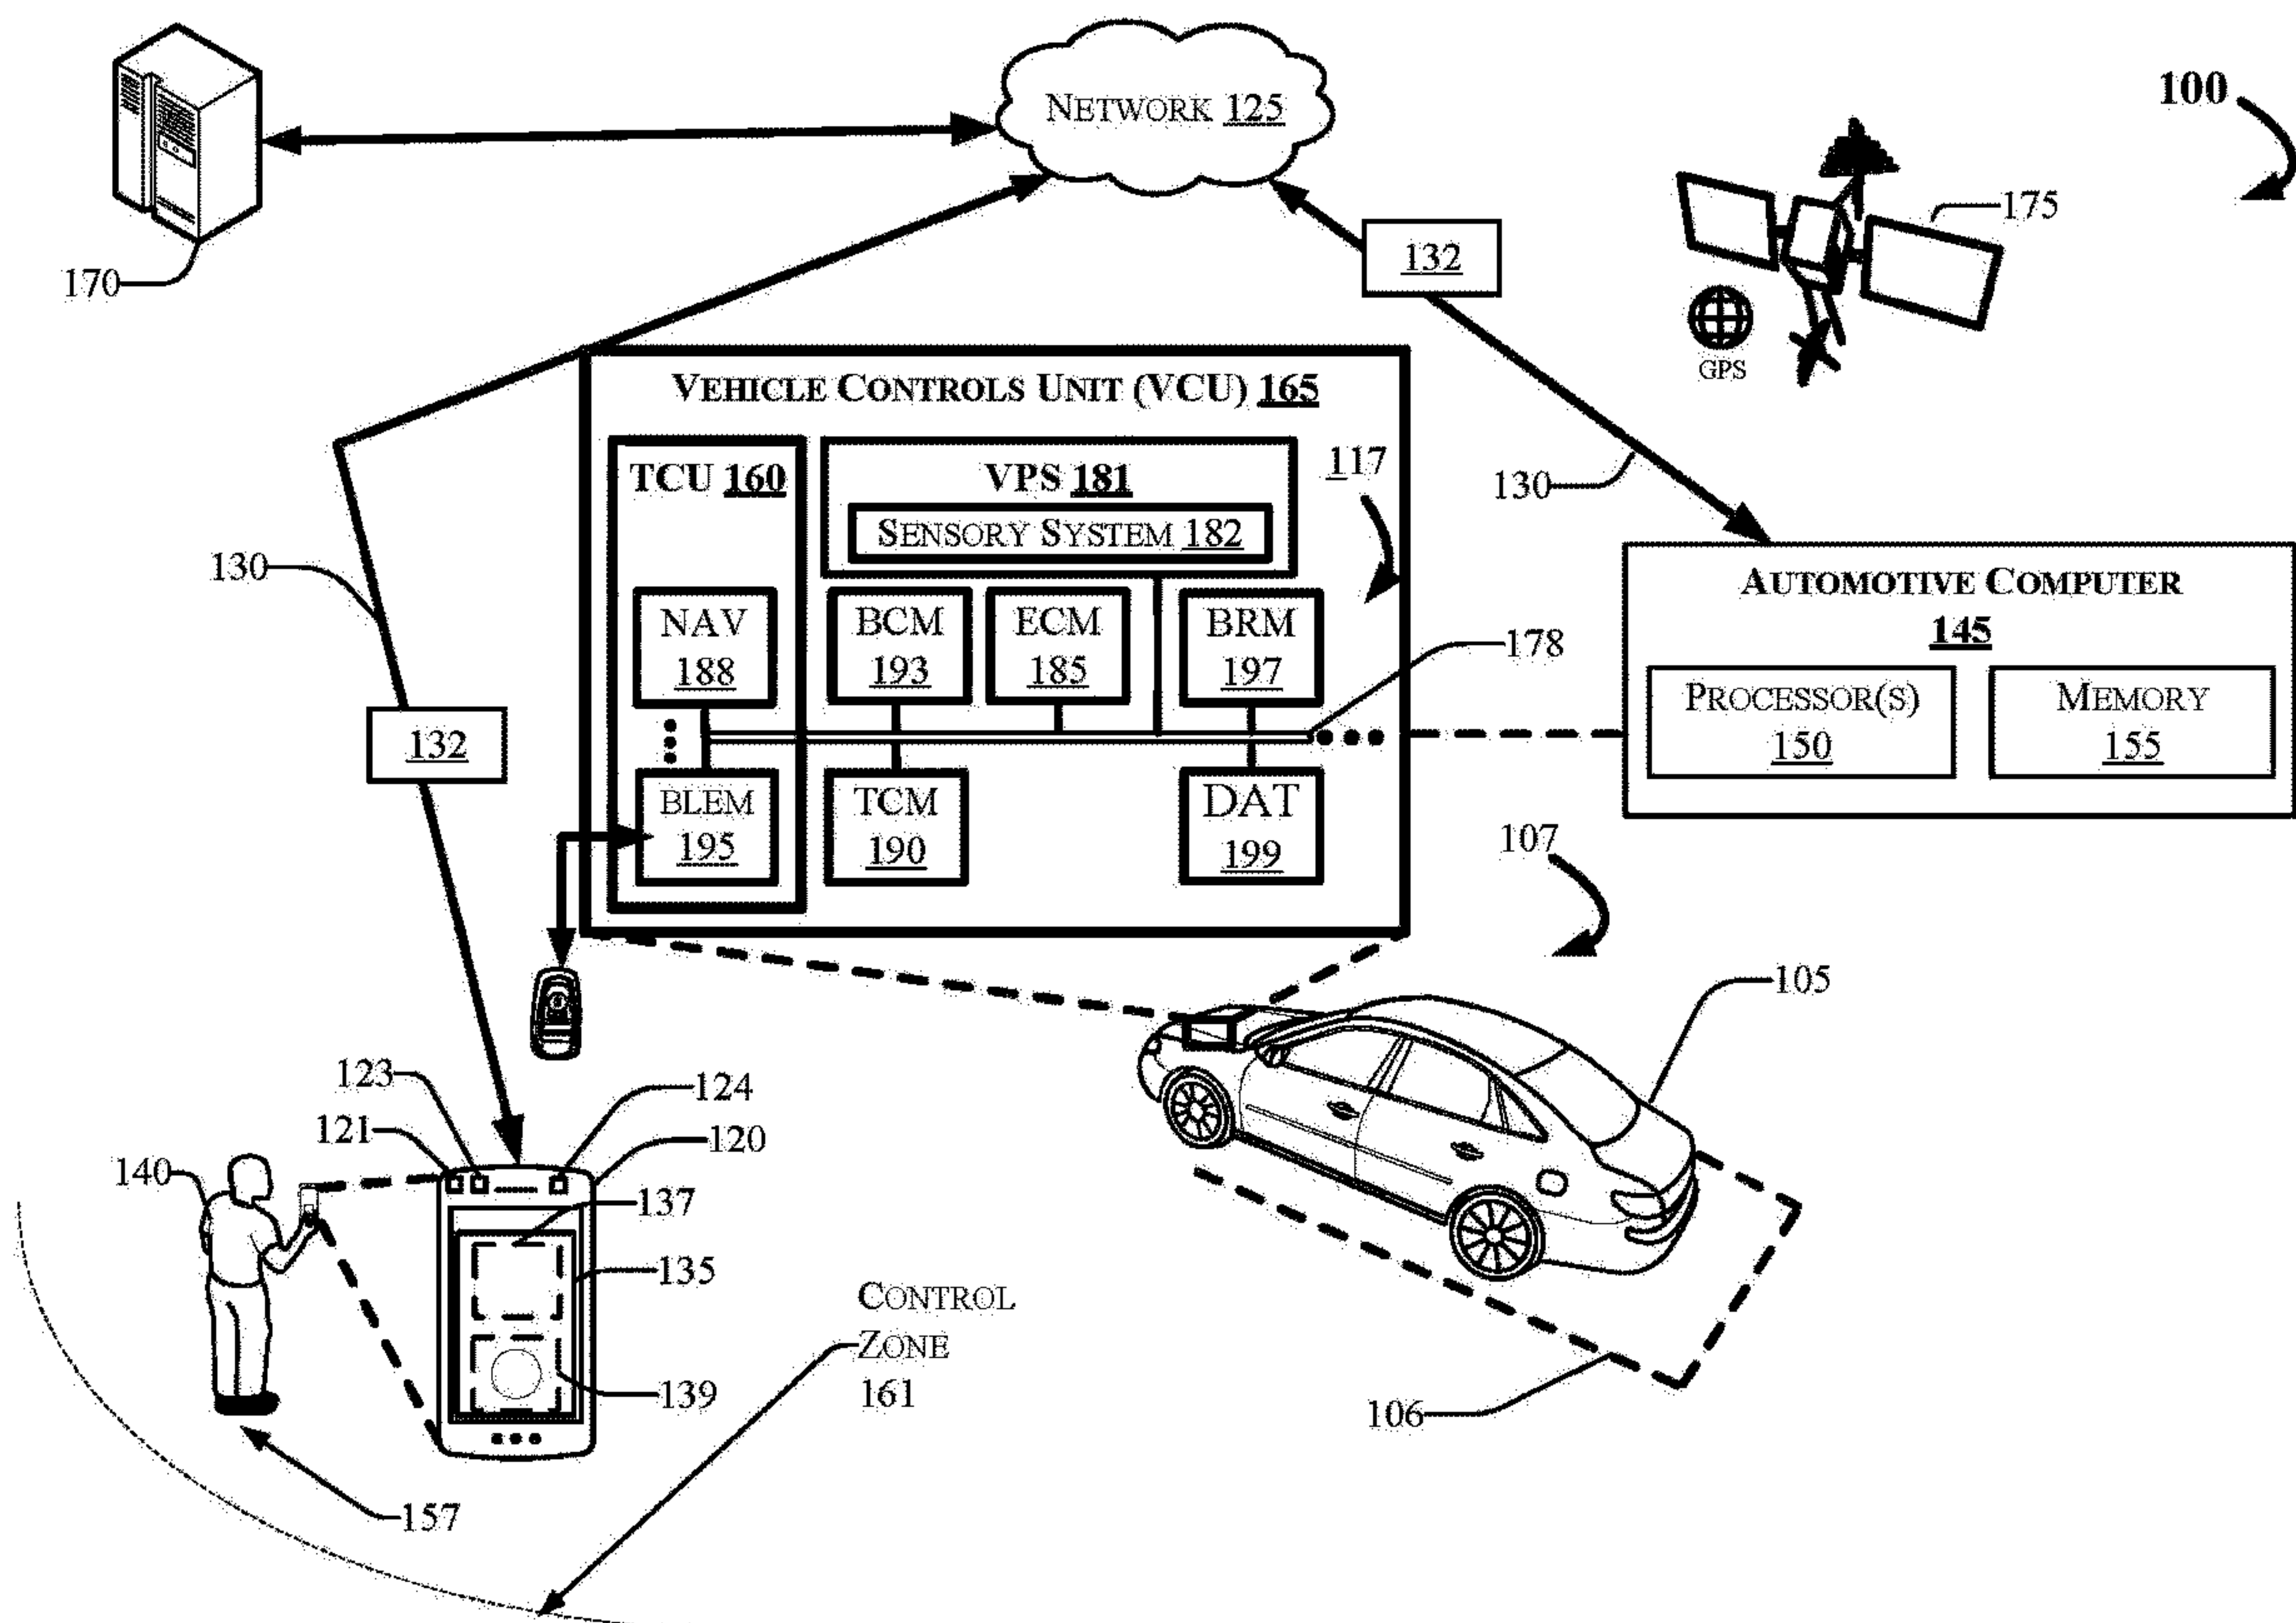 100
NETWORK 125
170
132
175
GPS
VEHICLE CONTROLS UNIT (VCU) 165
TCU 160
VPS 181
SENSORY SYSTEM 182
117
130
130
NAV
188
BCM
193
ECM
185
BRM
197
178
AUTOMOTIVE COMPUTER
145
PROCESSOR(S)
150
MEMORY
155
132
BLEM
195
TCM
190
DAT
199
107
105
123
124
121
120
140
137
135
CONTROL
ZONE
161
139
106
157